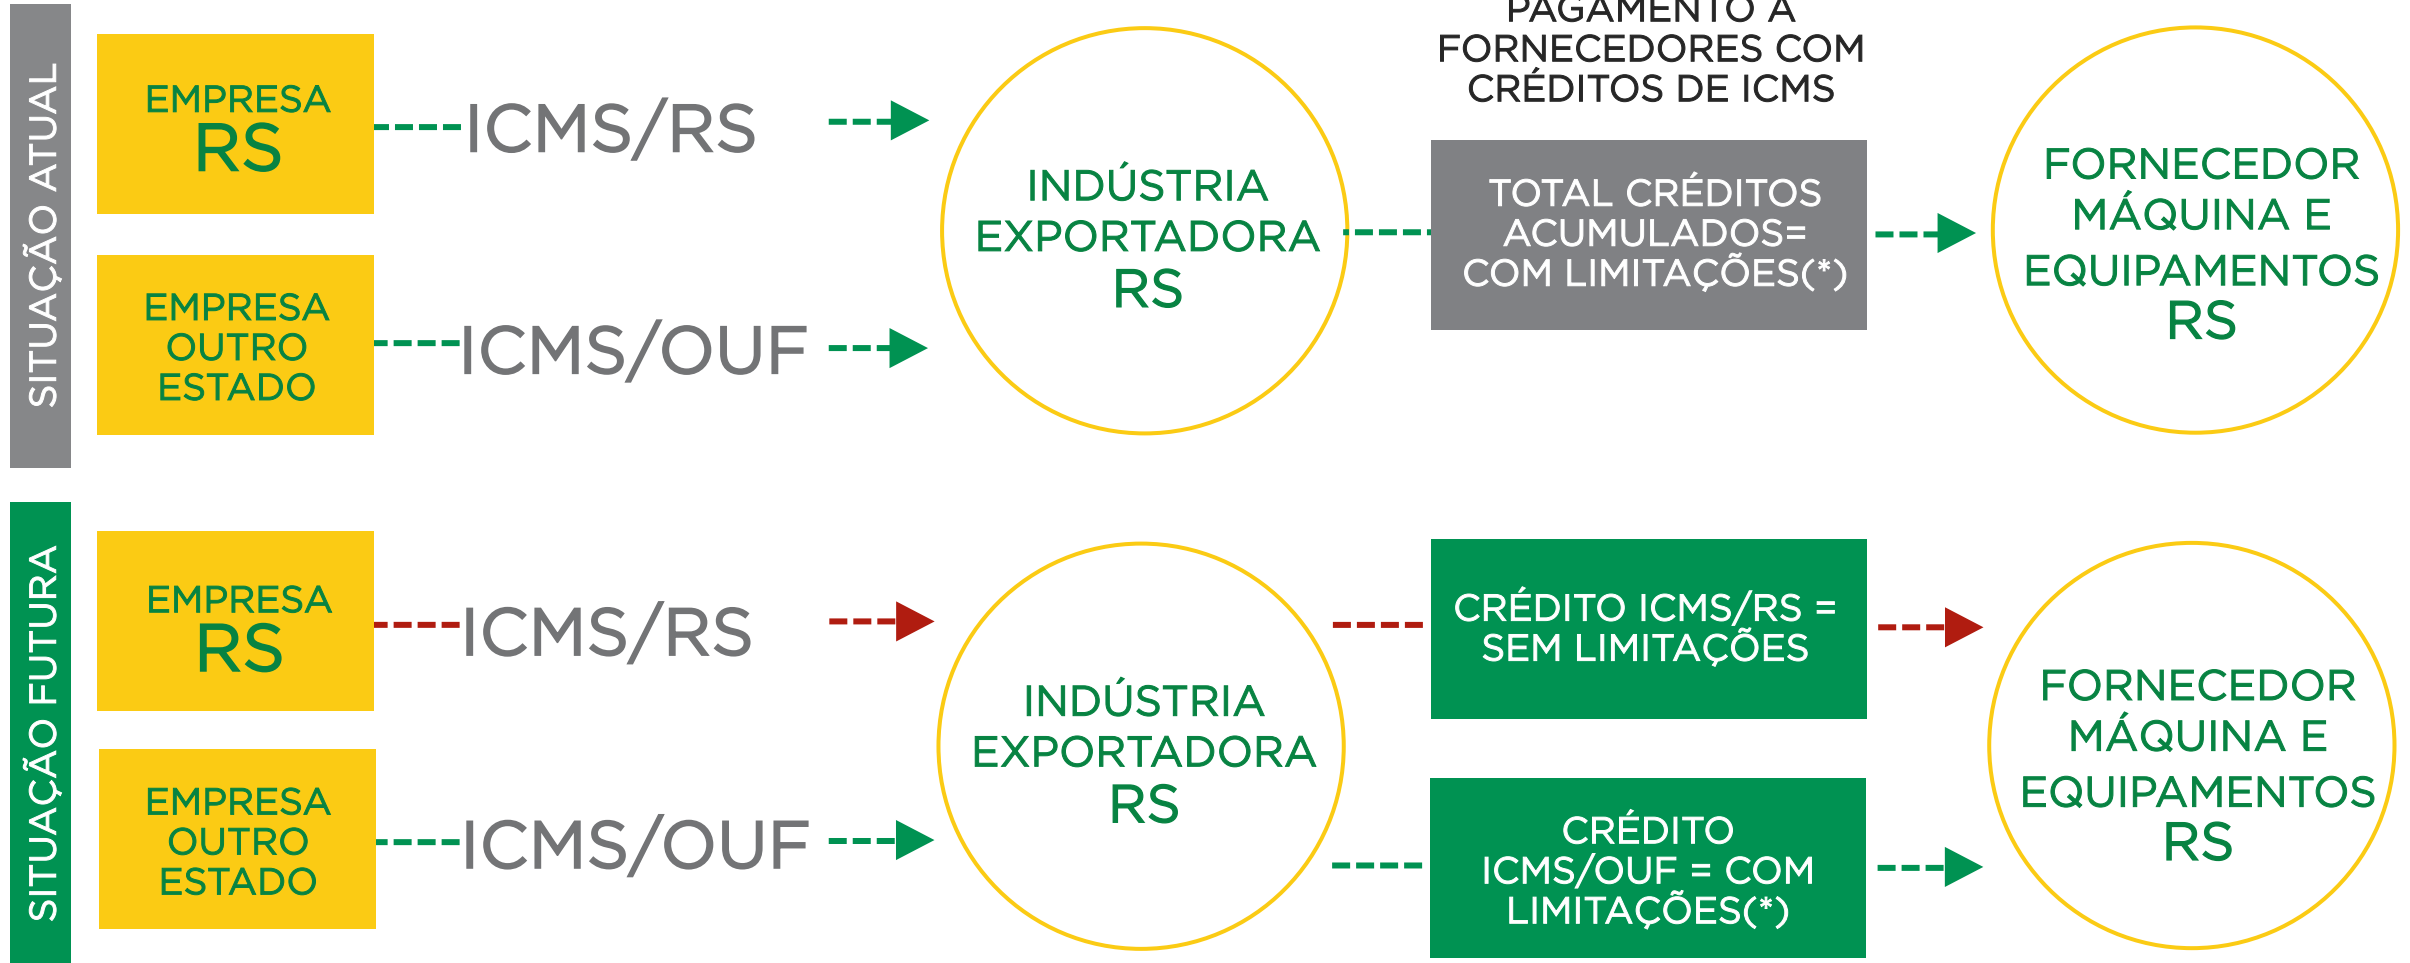 SITUAÇÃO ATUAL
EMPRESA
RS
ICMS/RS
EMPRESA
OUTRO
ESTADO
ICMS/OUF
INDÚSTRIA
EXPORTADORA
RS
PAGAMENTO A
FORNECEDORES COM
CRÉDITOS DE ICMS
TOTAL CRÉDITOS
ACUMULADOS=
COM LIMITAÇÕES(*)
FORNECEDOR
MÁQUINA E
EQUIPAMENTOS
RS
SITUAÇÃO FUTURA
EMPRESA
RS
ICMS/RS
EMPRESA
OUTRO
ESTADO
ICMS/OUF
INDÚSTRIA
EXPORTADORA
RS
CRÉDITO ICMS/RS =
SEM LIMITAÇÕES
CRÉDITO
ICMS/OUF = COM
LIMITAÇÕES(*)
FORNECEDOR
MÁQUINA E
EQUIPAMENTOS
RS